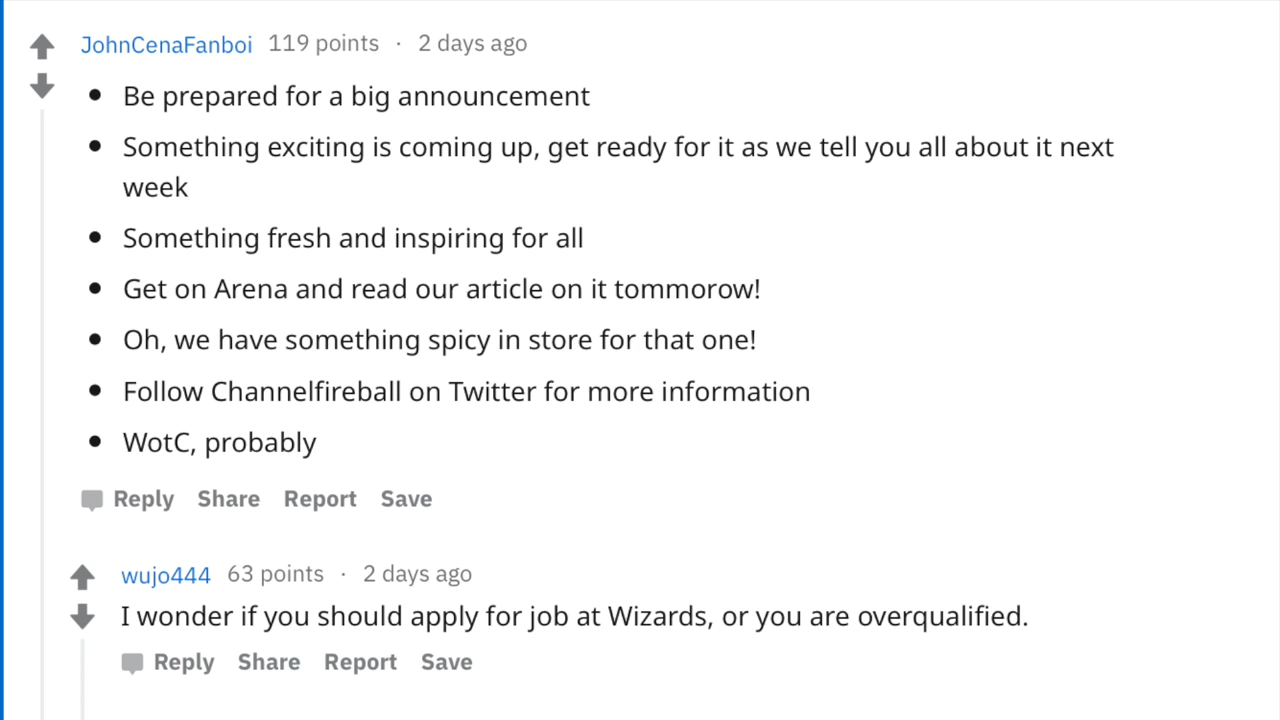 JohnCenaFanboi 119 points · 2 days ago
• Be prepared for a big announcement
• Something exciting is coming up, get ready for it as we tell you all about it next
week
• Something fresh and inspiring for all
• Get on Arena and read our article on it tommorow!
• Oh, we have something spicy in store for that one!
• Follow Channelfireball on Twitter for more information
• WotC, probably
Reply Share Report Save
wujo444 63 points · 2 days ago
I wonder if you should apply for job at Wizards, or you are overqualified.
Reply Share Report Save